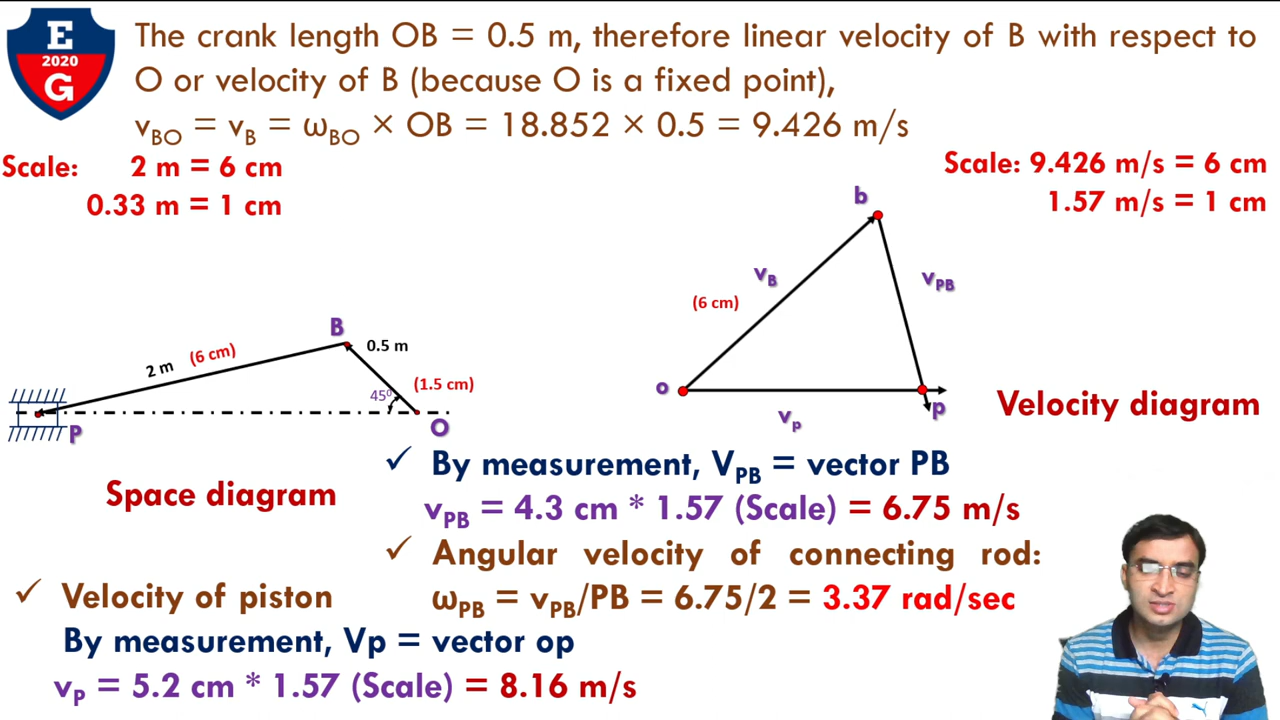 E
2020
G
The crank length OB = 0.5 m, therefore linear velocity of B with respect to
O or velocity of B (because O is a fixed point),
vBO = vB = ωBO × OB = 18.852 × 0.5 = 9.426 m/s
Scale: 2 m = 6 cm
0.33 m = 1 cm
Scale: 9.426 m/s = 6 cm
1.57 m/s = 1 cm
b
vB
(6 cm)
vPB
o
p
vp
Velocity diagram
B
2 m (6 cm)
0.5 m
(1.5 cm)
45⁰
P
O
Space diagram
✓ By measurement, VPB = vector PB
vPB = 4.3 cm * 1.57 (Scale) = 6.75 m/s
✓ Angular velocity of connecting rod:
ωPB = vPB/PB = 6.75/2 = 3.37 rad/sec
✓ Velocity of piston
By measurement, Vp = vector op
vP = 5.2 cm * 1.57 (Scale) = 8.16 m/s